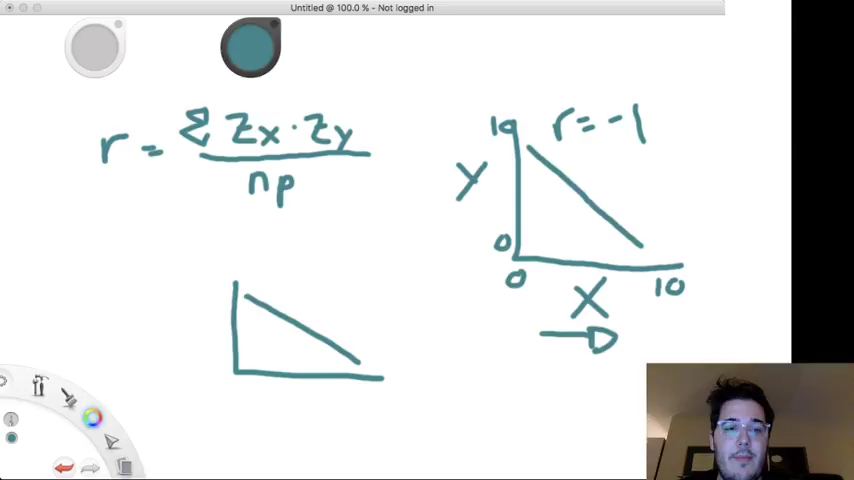 Untitled @ 100.0 % - Not logged in
r = Σ Zx · Zy
np
10
r = -1
Y
0
0
X
10